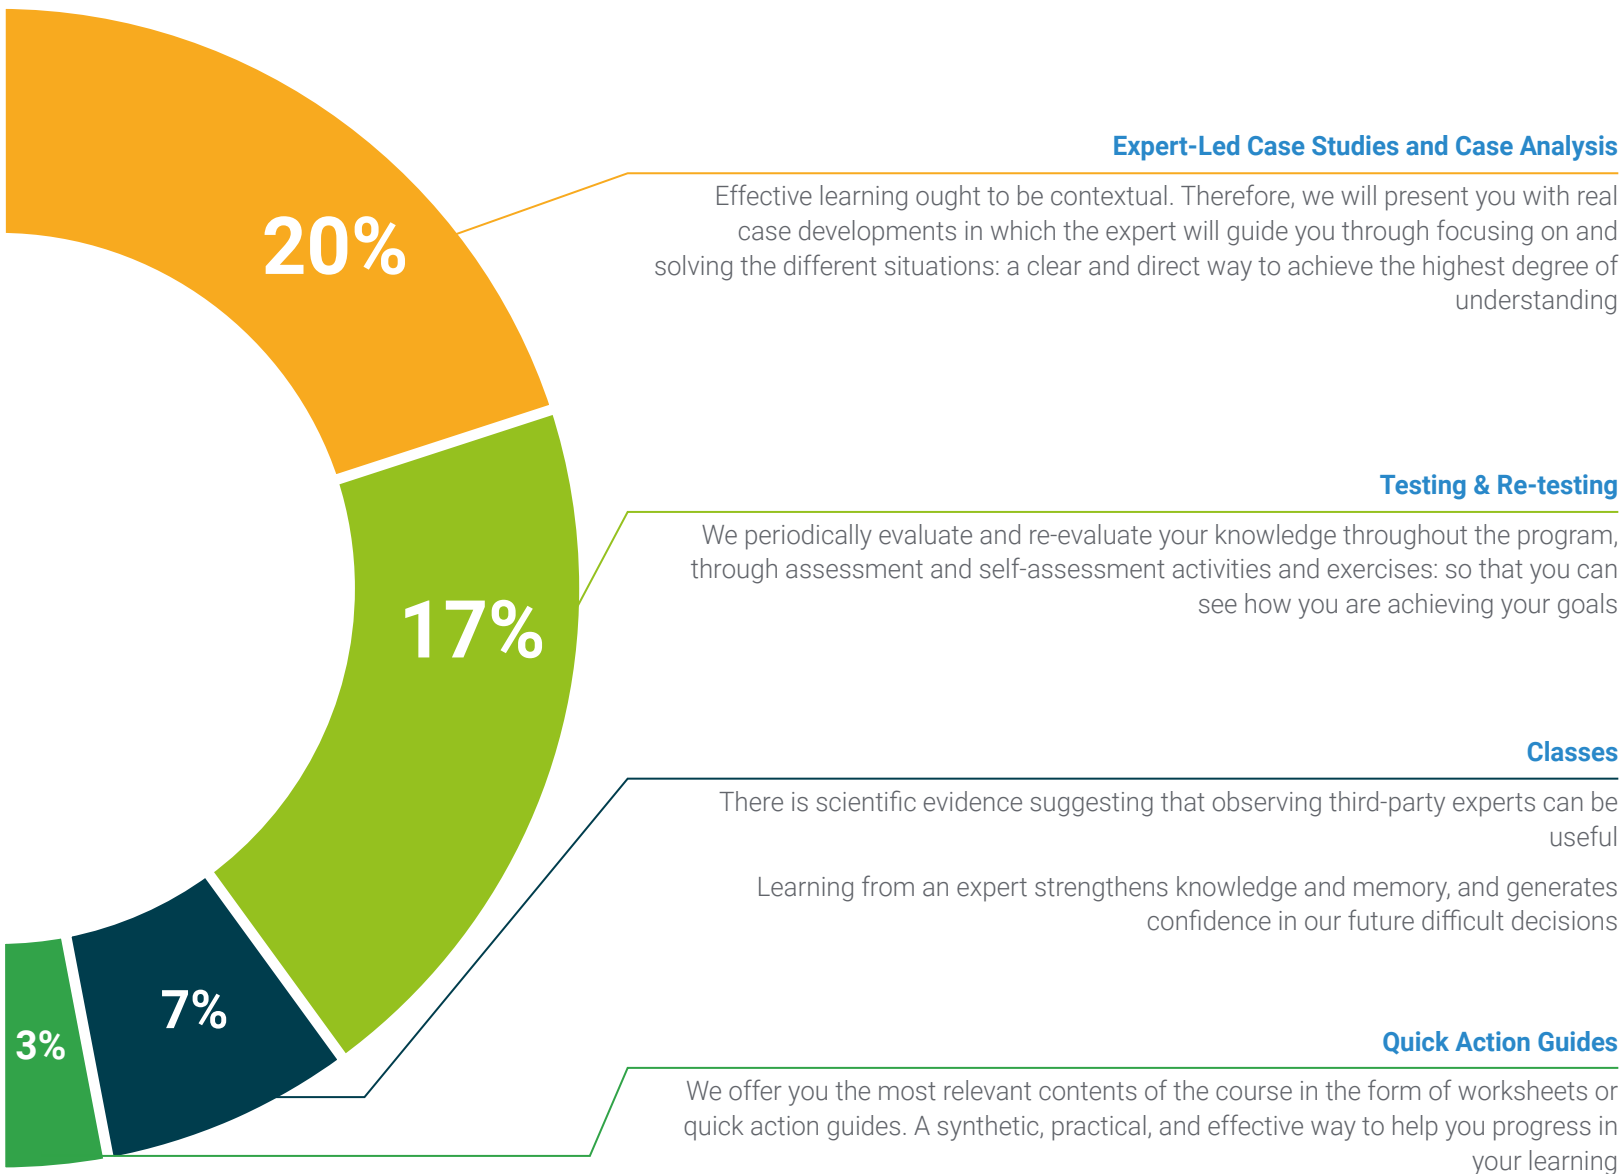 20%
Expert-Led Case Studies and Case Analysis
Effective learning ought to be contextual. Therefore, we will present you with real
case developments in which the expert will guide you through focusing on and
solving the different situations: a clear and direct way to achieve the highest degree of
understanding
17%
Testing & Re-testing
We periodically evaluate and re-evaluate your knowledge throughout the program,
through assessment and self-assessment activities and exercises: so that you can
see how you are achieving your goals
7%
Classes
There is scientific evidence suggesting that observing third-party experts can be
useful
Learning from an expert strengthens knowledge and memory, and generates
confidence in our future difficult decisions
3%
Quick Action Guides
We offer you the most relevant contents of the course in the form of worksheets or
quick action guides. A synthetic, practical, and effective way to help you progress in
your learning